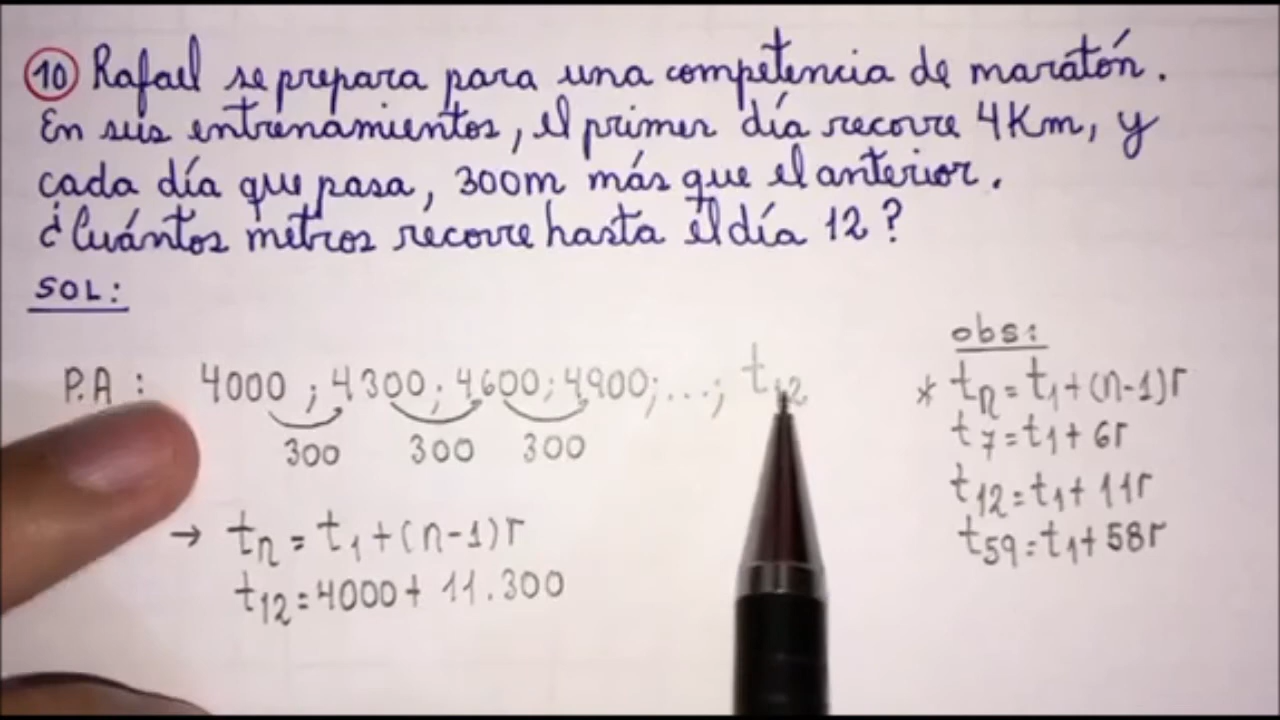 10 Rafael se prepara para una competencia de maratón.
En sus entrenamientos, el primer día recorre 4Km, y
cada día que pasa, 300m más que el anterior.
¿Cuántos metros recorre hasta el día 12?
SOL:
P.A : 4000 ; 4300 ; 4600 ; 4900 ; ... ; t12
300 300 300
→ tn = t1 + (n-1)r
t12 = 4000 + 11.300
obs:
* tn = t1 + (n-1)r
t7 = t1 + 6r
t12 = t1 + 11r
t59 = t1 + 58r